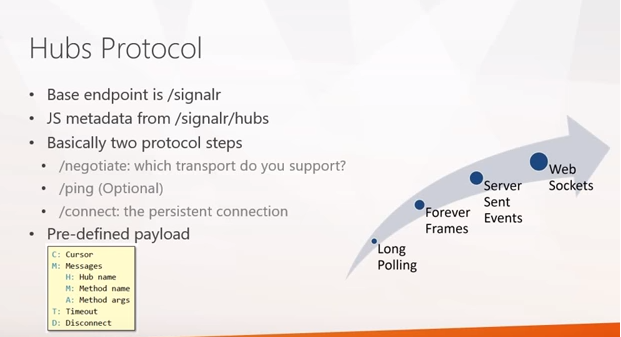 Hubs Protocol
• Base endpoint is /signalr
• JS metadata from /signalr/hubs
• Basically two protocol steps
• /negotiate: which transport do you support?
• /ping (Optional)
• /connect: the persistent connection
• Pre-defined payload
C: Cursor
M: Messages
H: Hub name
M: Method name
A: Method args
T: Timeout
D: Disconnect
Long
Polling
Forever
Frames
Server
Sent
Events
Web
Sockets